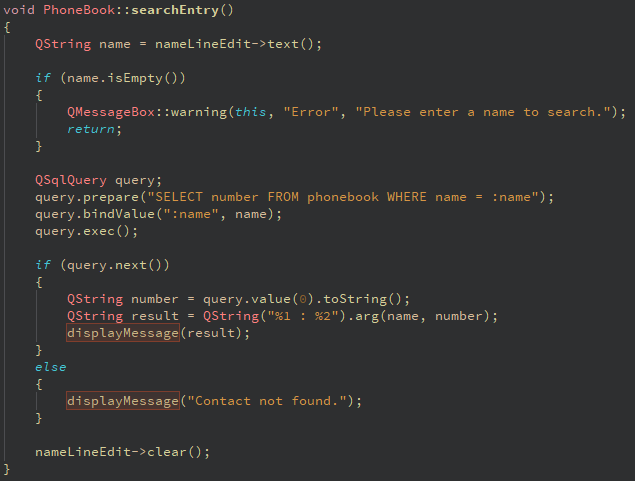 void PhoneBook::searchEntry()
{
    QString name = nameLineEdit->text();

    if (name.isEmpty())
    {
        QMessageBox::warning(this, "Error", "Please enter a name to search.");
        return;
    }

    QSqlQuery query;
    query.prepare("SELECT number FROM phonebook WHERE name = :name");
    query.bindValue(":name", name);
    query.exec();

    if (query.next())
    {
        QString number = query.value(0).toString();
        QString result = QString("%1 : %2").arg(name, number);
        displayMessage(result);
    }
    else
    {
        displayMessage("Contact not found.");
    }

    nameLineEdit->clear();
}